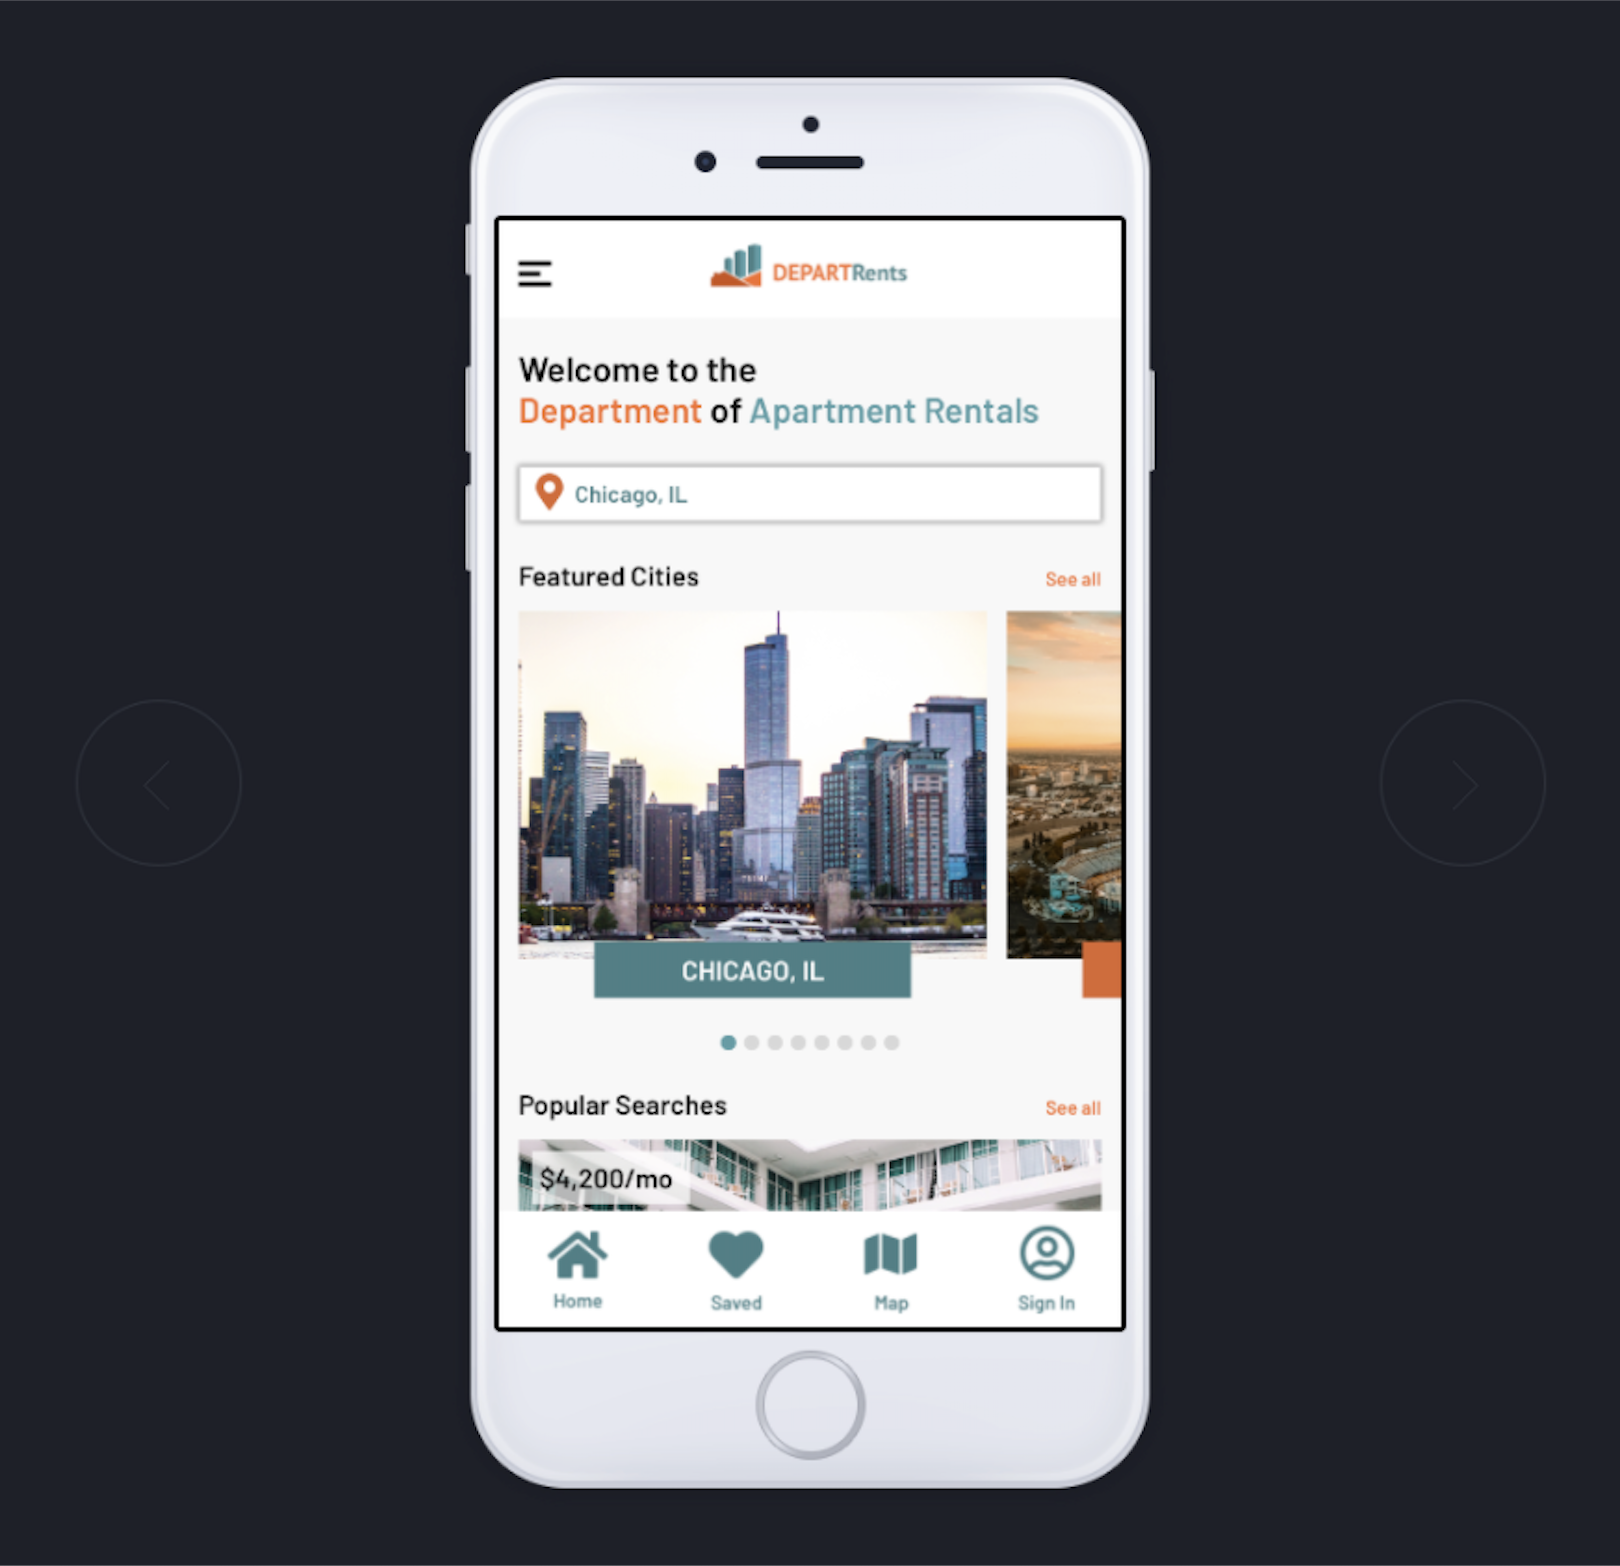 DEPARTRents
Welcome to the
Department of Apartment Rentals
Chicago, IL
Featured Cities
See all
CHICAGO, IL
Popular Searches
See all
$4,200/mo
Home
Saved
Map
Sign In